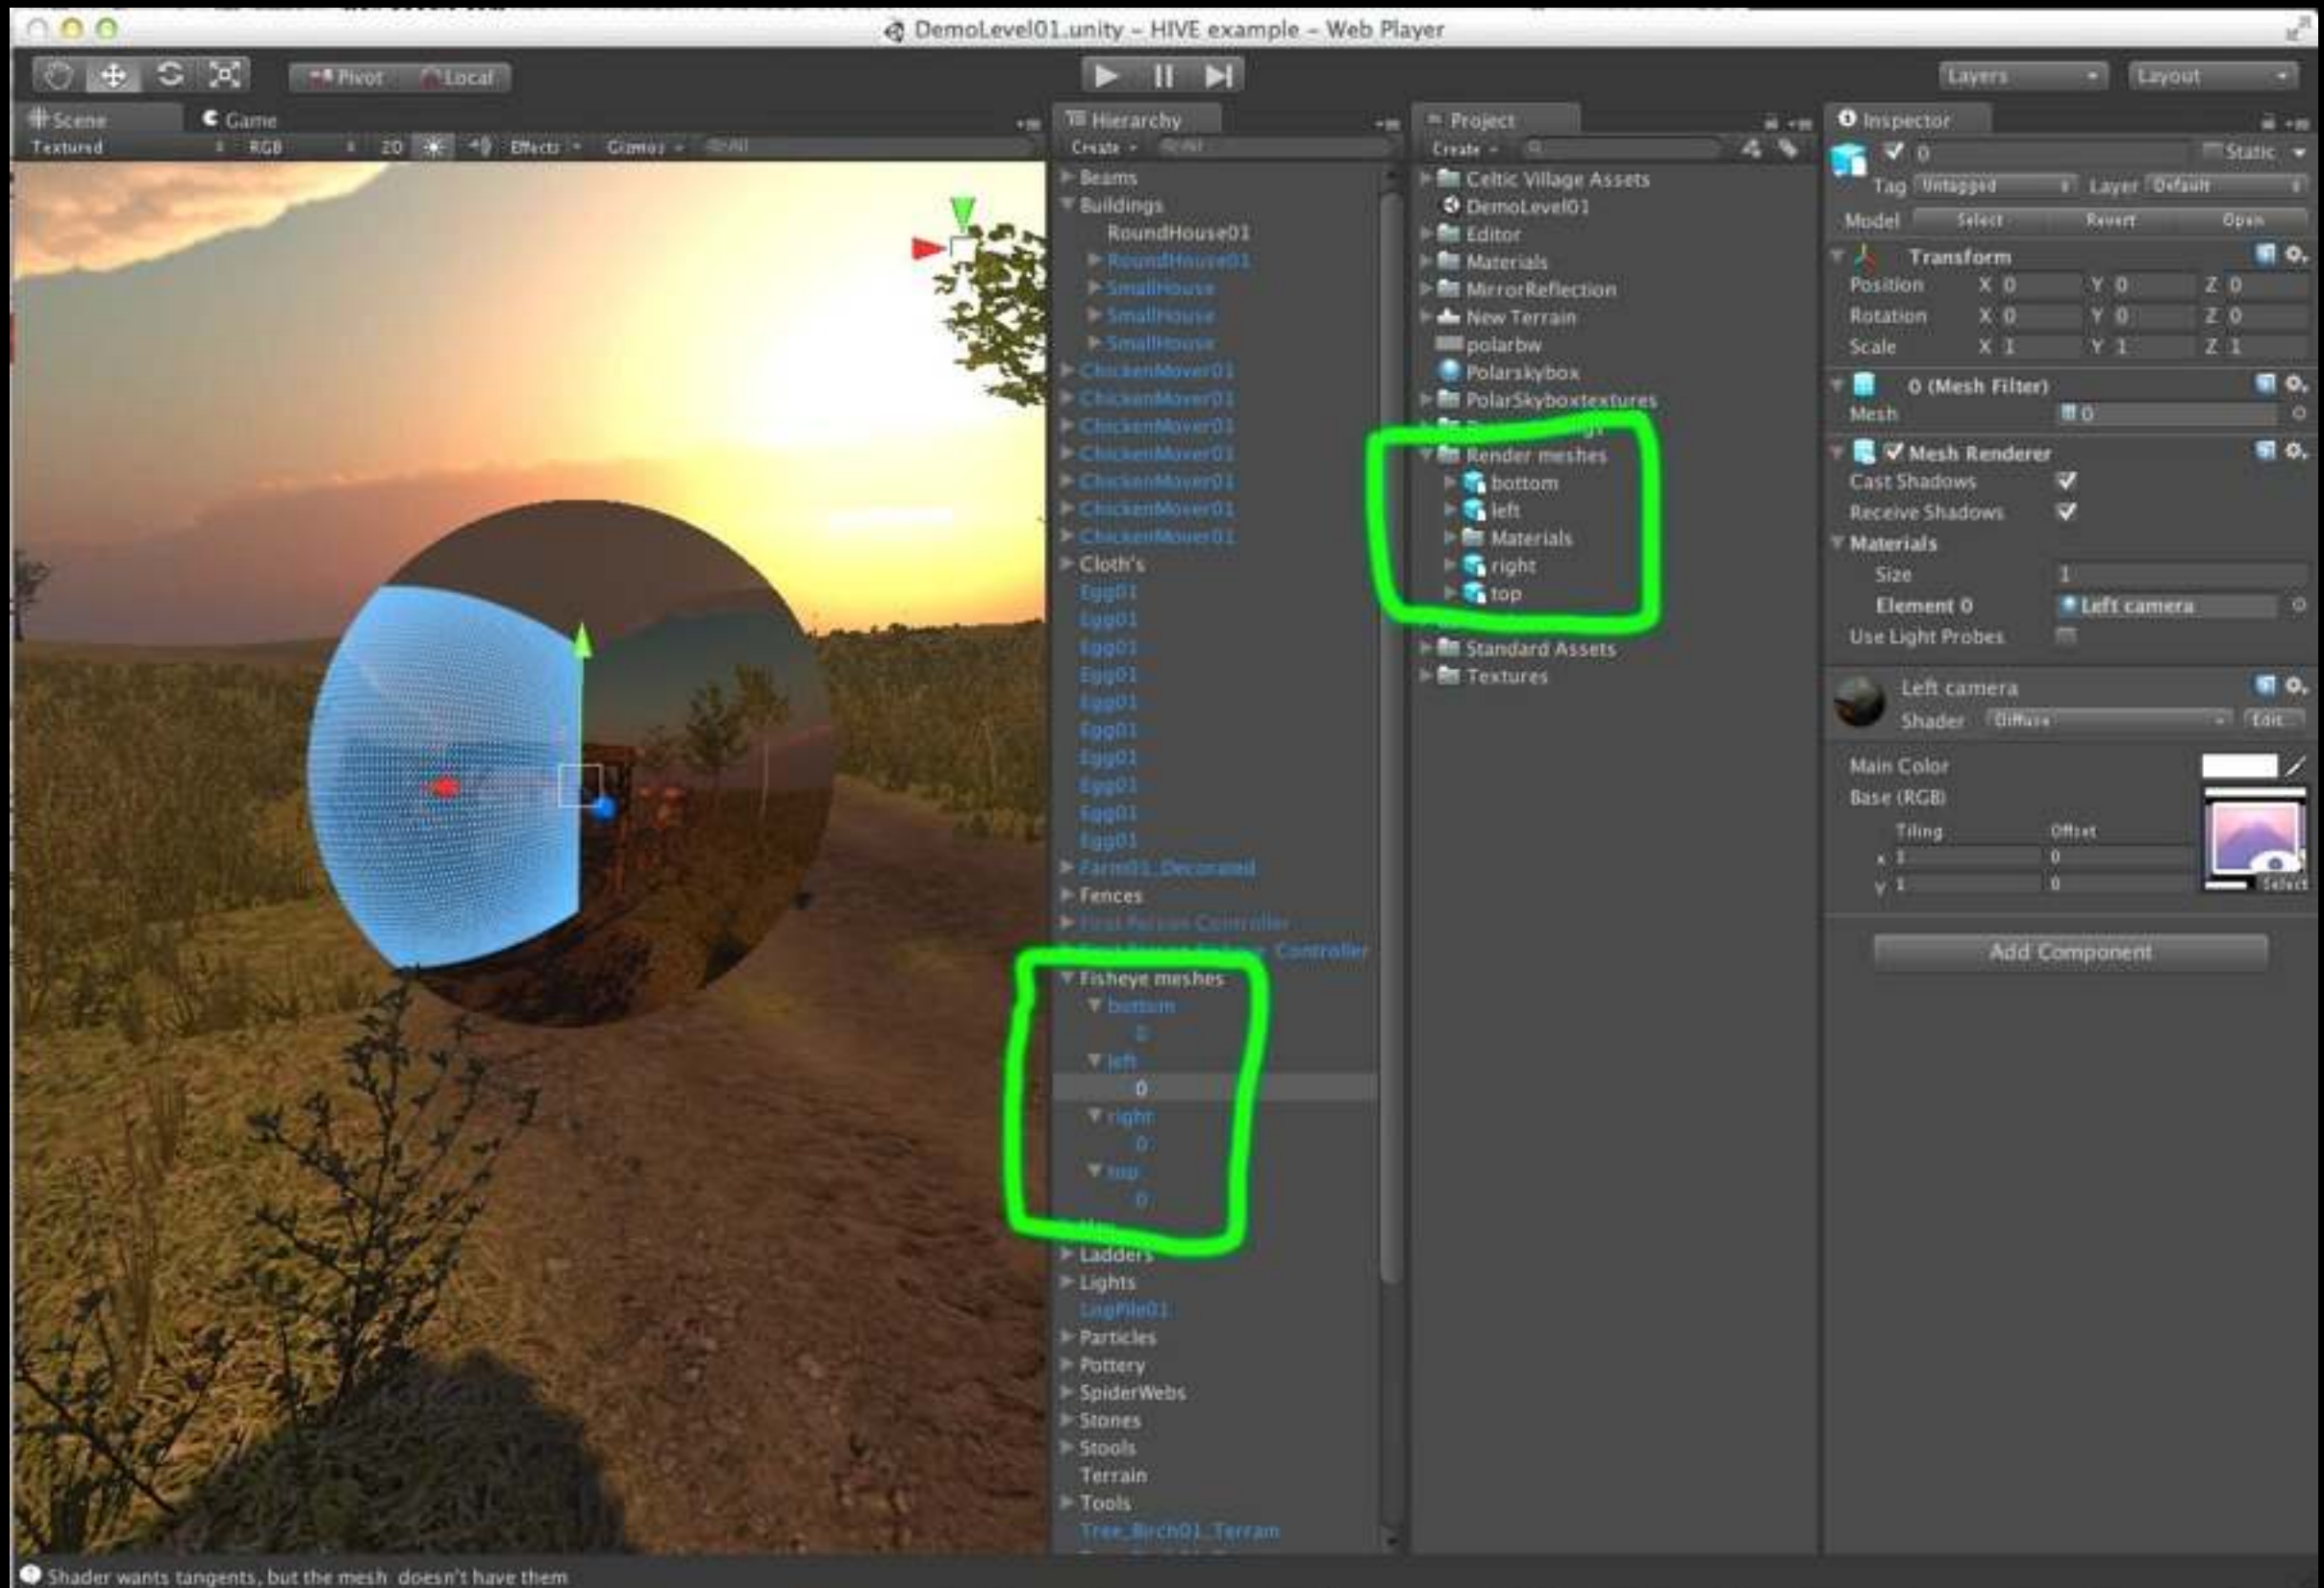 DemoLevel01.unity – HIVE example – Web Player
Pivot Local
Layers Layout
Scene Game
Textured RGB 2D Effects Gizmos All
Hierarchy
Create All
Beams
Buildings
RoundHouse01
RoundHouse01
SmallHouse
SmallHouse
SmallHouse
ChickenMover01
ChickenMover01
ChickenMover01
ChickenMover01
ChickenMover01
ChickenMover01
ChickenMover01
Cloth's
Egg01
Egg01
Egg01
Egg01
Egg01
Egg01
Egg01
Egg01
Egg01
Egg01
Farm01_Decorated
Fences
First Person Controller
First Person Controller
Fisheye meshes
bottom
0
left
0
right
0
top
0
Ladders
Lights
LogPile01
Particles
Pottery
SpiderWebs
Stones
Stools
Terrain
Tools
Tree_Birch01_Terrain
Project
Create
Celtic Village Assets
DemoLevel01
Editor
Materials
MirrorReflection
New Terrain
polarbw
Polarskybox
PolarSkyboxtextures
Render meshes
bottom
left
Materials
right
top
Standard Assets
Textures
Inspector
0 Static
Tag Untagged Layer Default
Model Select Revert Open
Transform
Position X 0 Y 0 Z 0
Rotation X 0 Y 0 Z 0
Scale X 1 Y 1 Z 1
0 (Mesh Filter)
Mesh 0
Mesh Renderer
Cast Shadows
Receive Shadows
Materials
Size 1
Element 0 Left camera
Use Light Probes
Left camera
Shader Diffuse Edit...
Main Color
Base (RGB)
Tiling Offset
x 1 0
y 1 0
Select
Add Component
Shader wants tangents, but the mesh doesn't have them